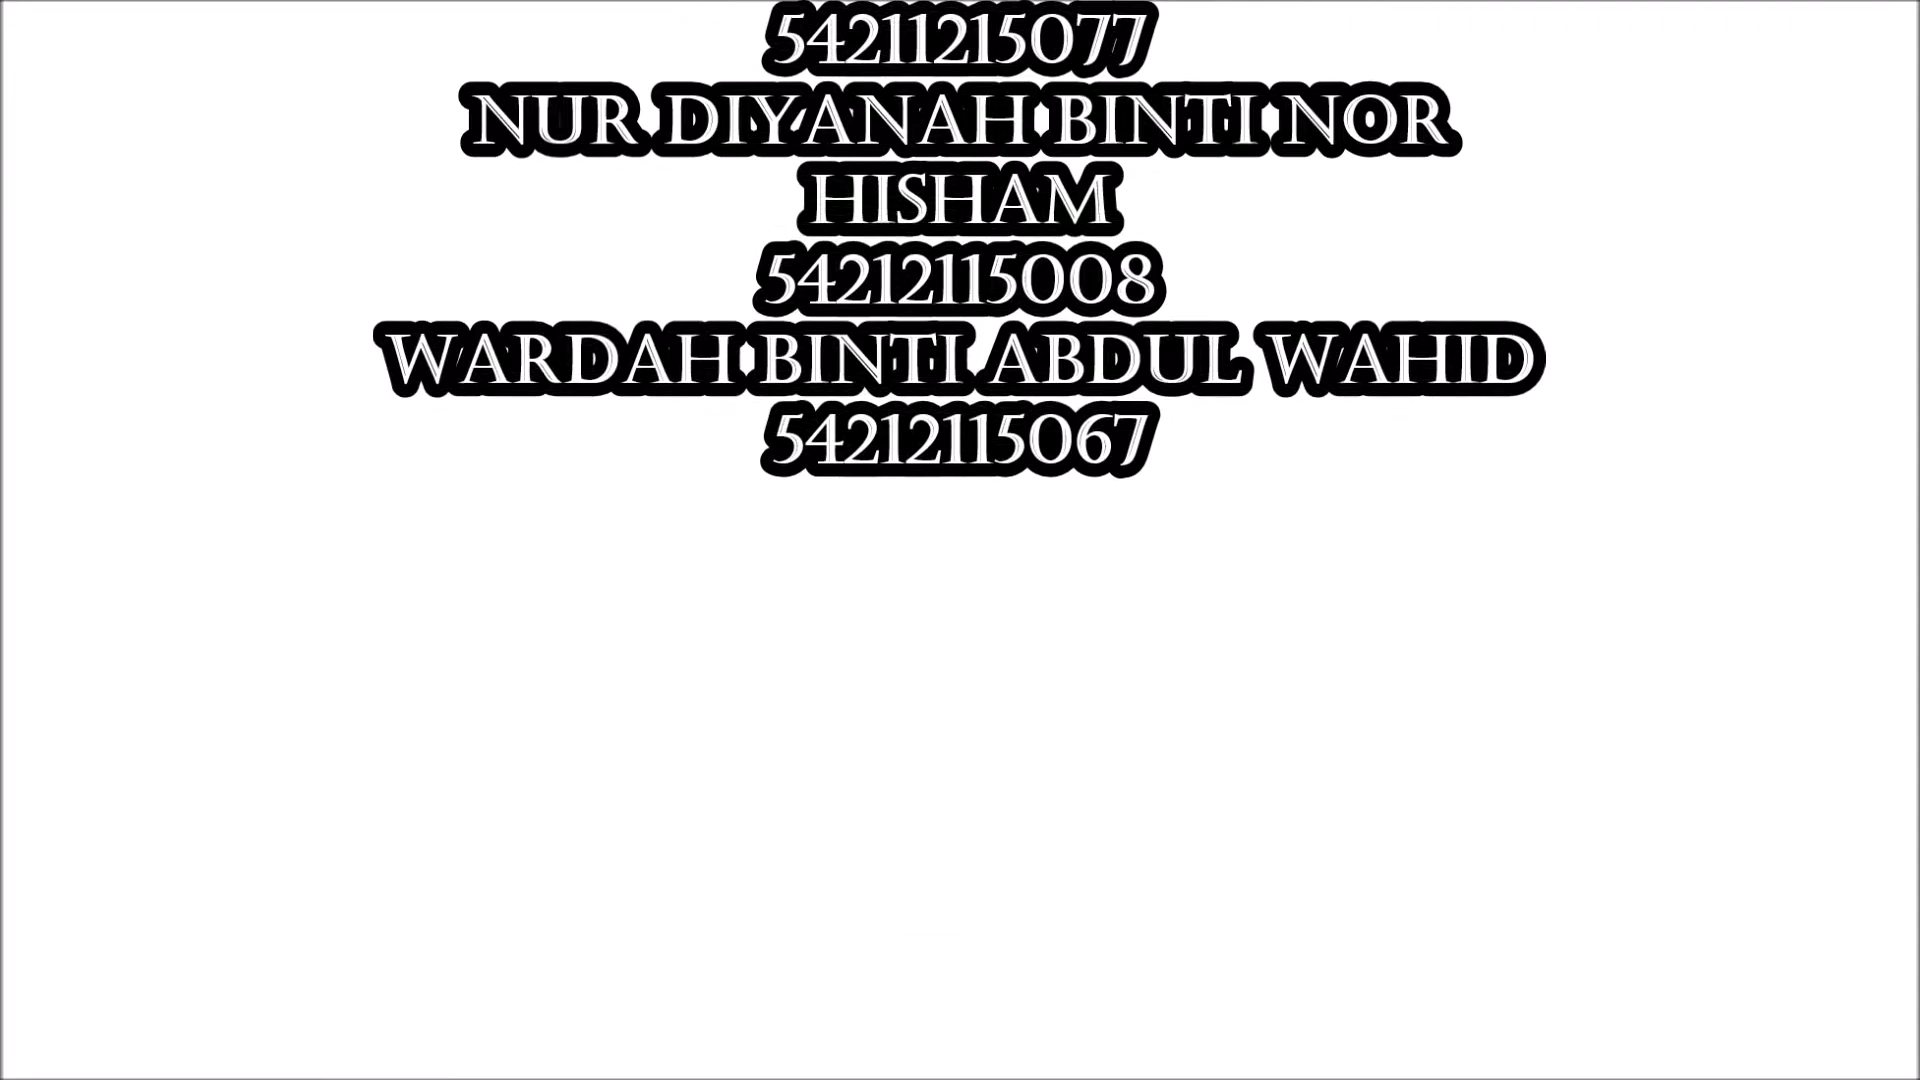 54211215077
NUR DIYANAH BINTI NOR
HISHAM
54212115008
WARDAH BINTI ABDUL WAHID
54212115067